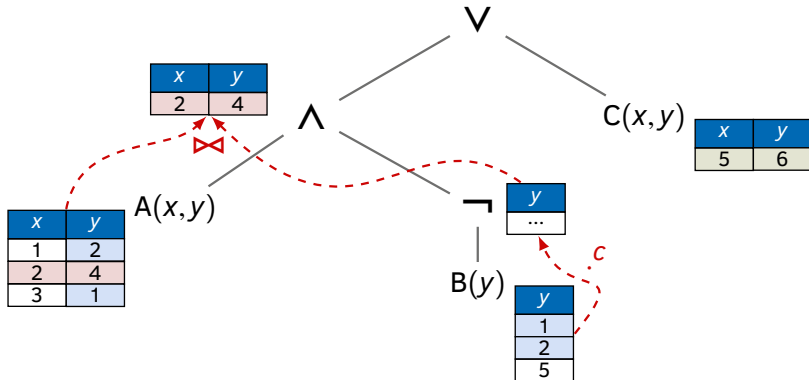 ∨
x y
2 4
∧
⋈
C(x, y)
x y
5 6
A(x, y)
x y
1 2
2 4
3 1
¬
y
...
.c
B(y)
y
1
2
5